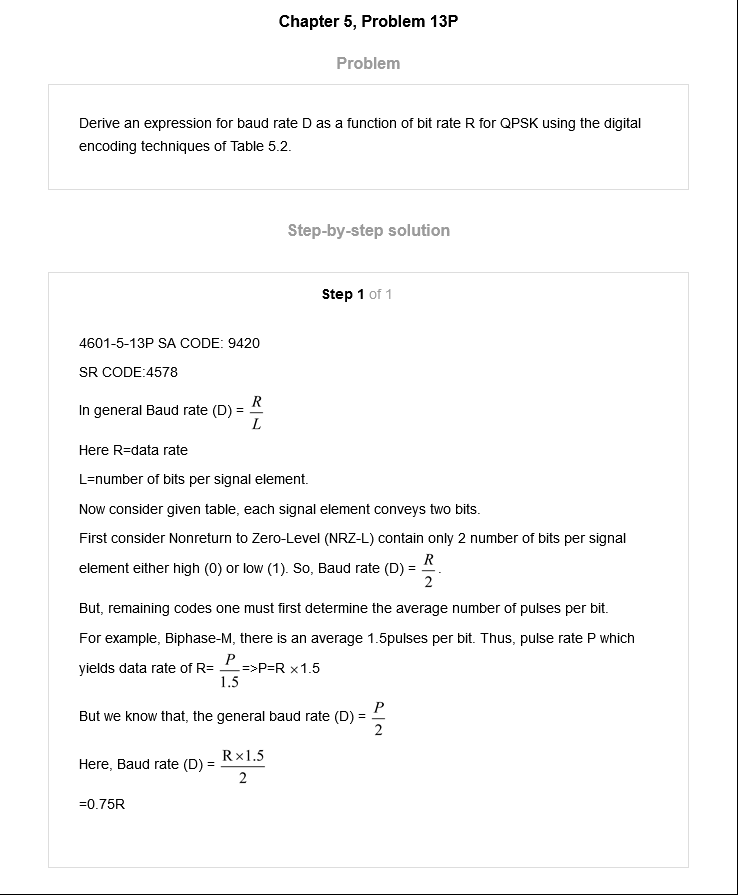 Chapter 5, Problem 13P
Problem
Derive an expression for baud rate D as a function of bit rate R for QPSK using the digital
encoding techniques of Table 5.2.
Step-by-step solution
Step 1 of 1
4601-5-13P SA CODE: 9420
SR CODE:4578
In general Baud rate (D) = R/L
Here R=data rate
L=number of bits per signal element.
Now consider given table, each signal element conveys two bits.
First consider Nonreturn to Zero-Level (NRZ-L) contain only 2 number of bits per signal
element either high (0) or low (1). So, Baud rate (D) = R/2.
But, remaining codes one must first determine the average number of pulses per bit.
For example, Biphase-M, there is an average 1.5pulses per bit. Thus, pulse rate P which
yields data rate of R= P/1.5 =>P=R ×1.5
But we know that, the general baud rate (D) = P/2
Here, Baud rate (D) = R×1.5/2
=0.75R